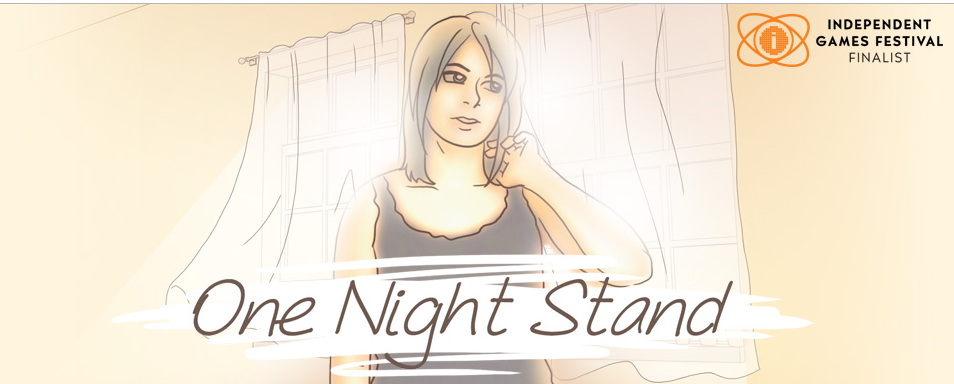 INDEPENDENT
GAMES FESTIVAL
FINALIST
One Night Stand